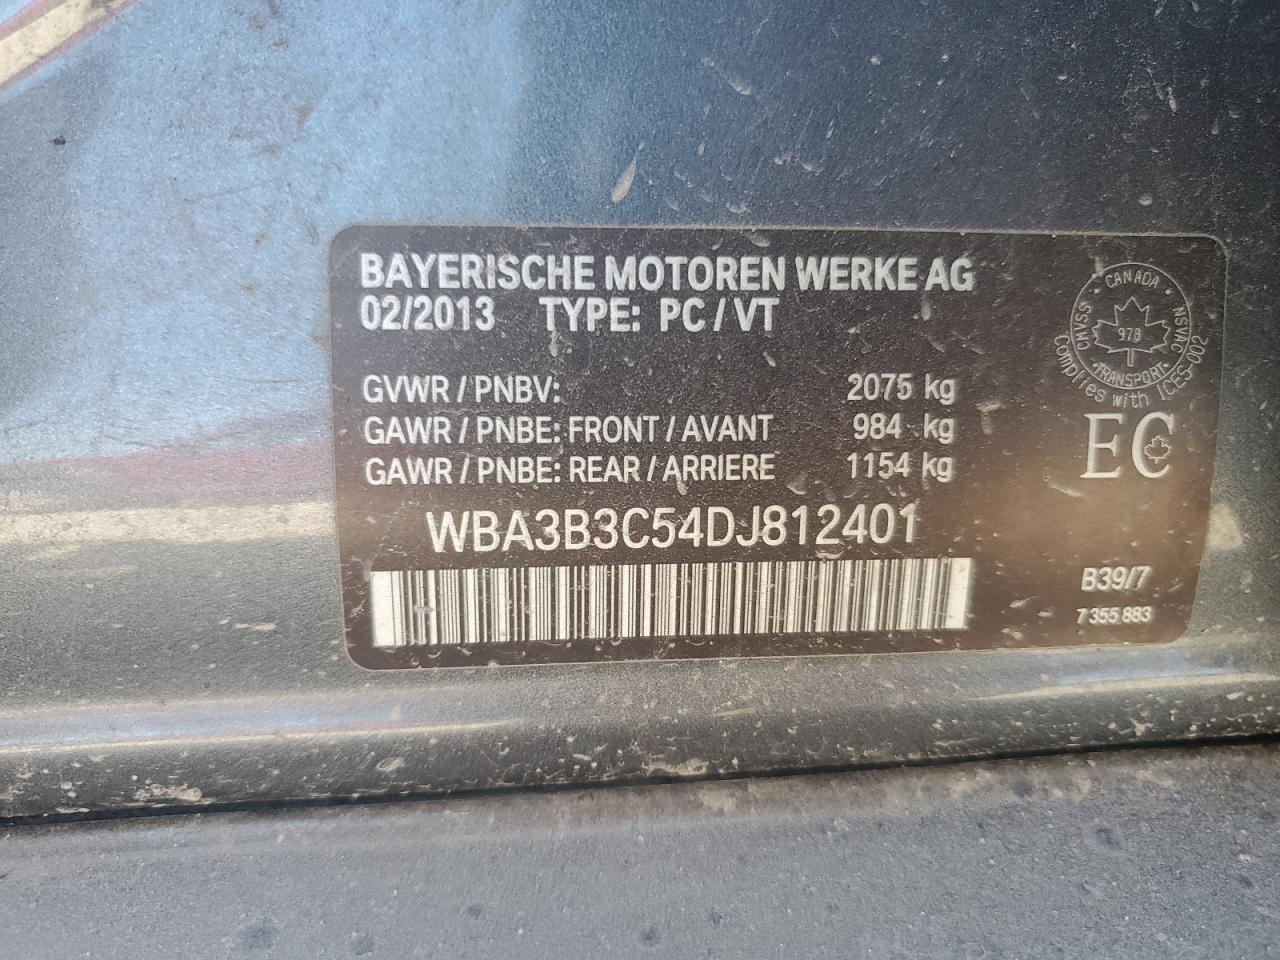 BAYERISCHE MOTOREN WERKE AG
02/2013 TYPE: PC / VT
GVWR / PNBV: 2075 kg
GAWR / PNBE: FRONT / AVANT 984 kg
GAWR / PNBE: REAR / ARRIERE 1154 kg
WBA3B3C54DJ812401
CANADA
CMVSS
NSVAC
978
TRANSPORT
Complies with ICES-002
EC
B39/7
7 355 883